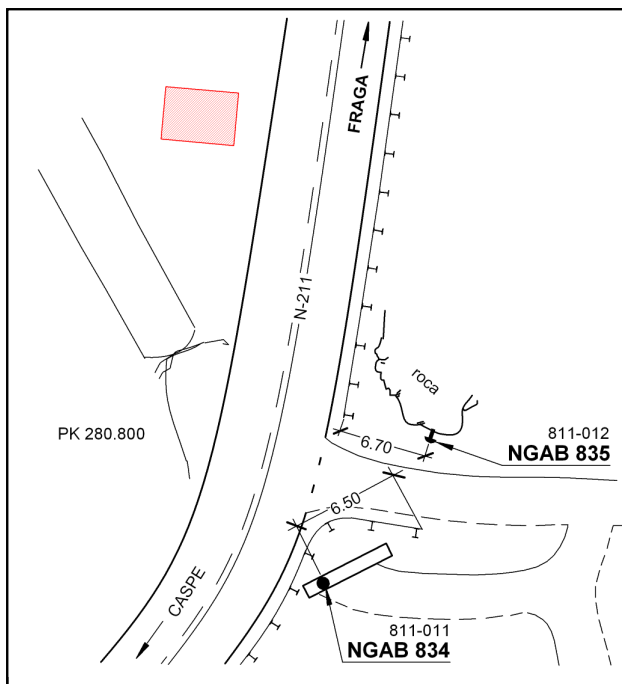 FRAGA
N-211
roca
PK 280.800
6.70
811-012
NGAB 835
6.50
CASPE
811-011
NGAB 834